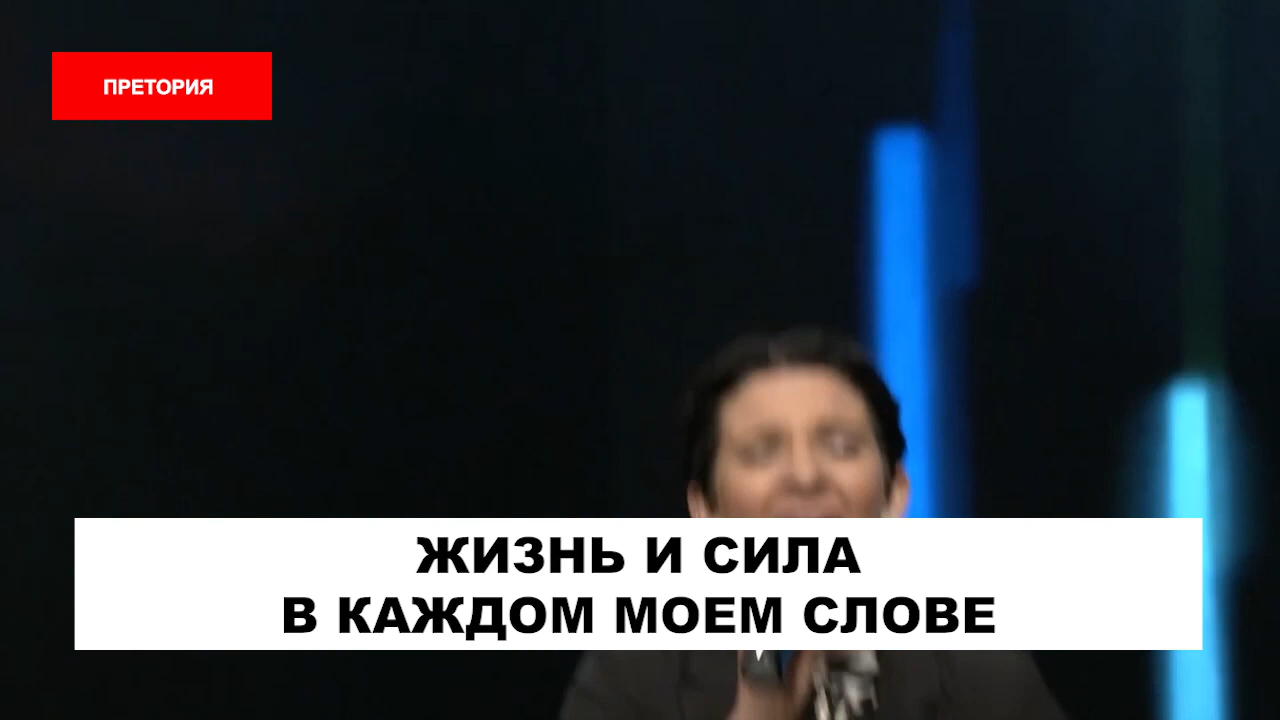 ПРЕТОРИЯ
ЖИЗНЬ И СИЛА
В КАЖДОМ МОЕМ СЛОВЕ